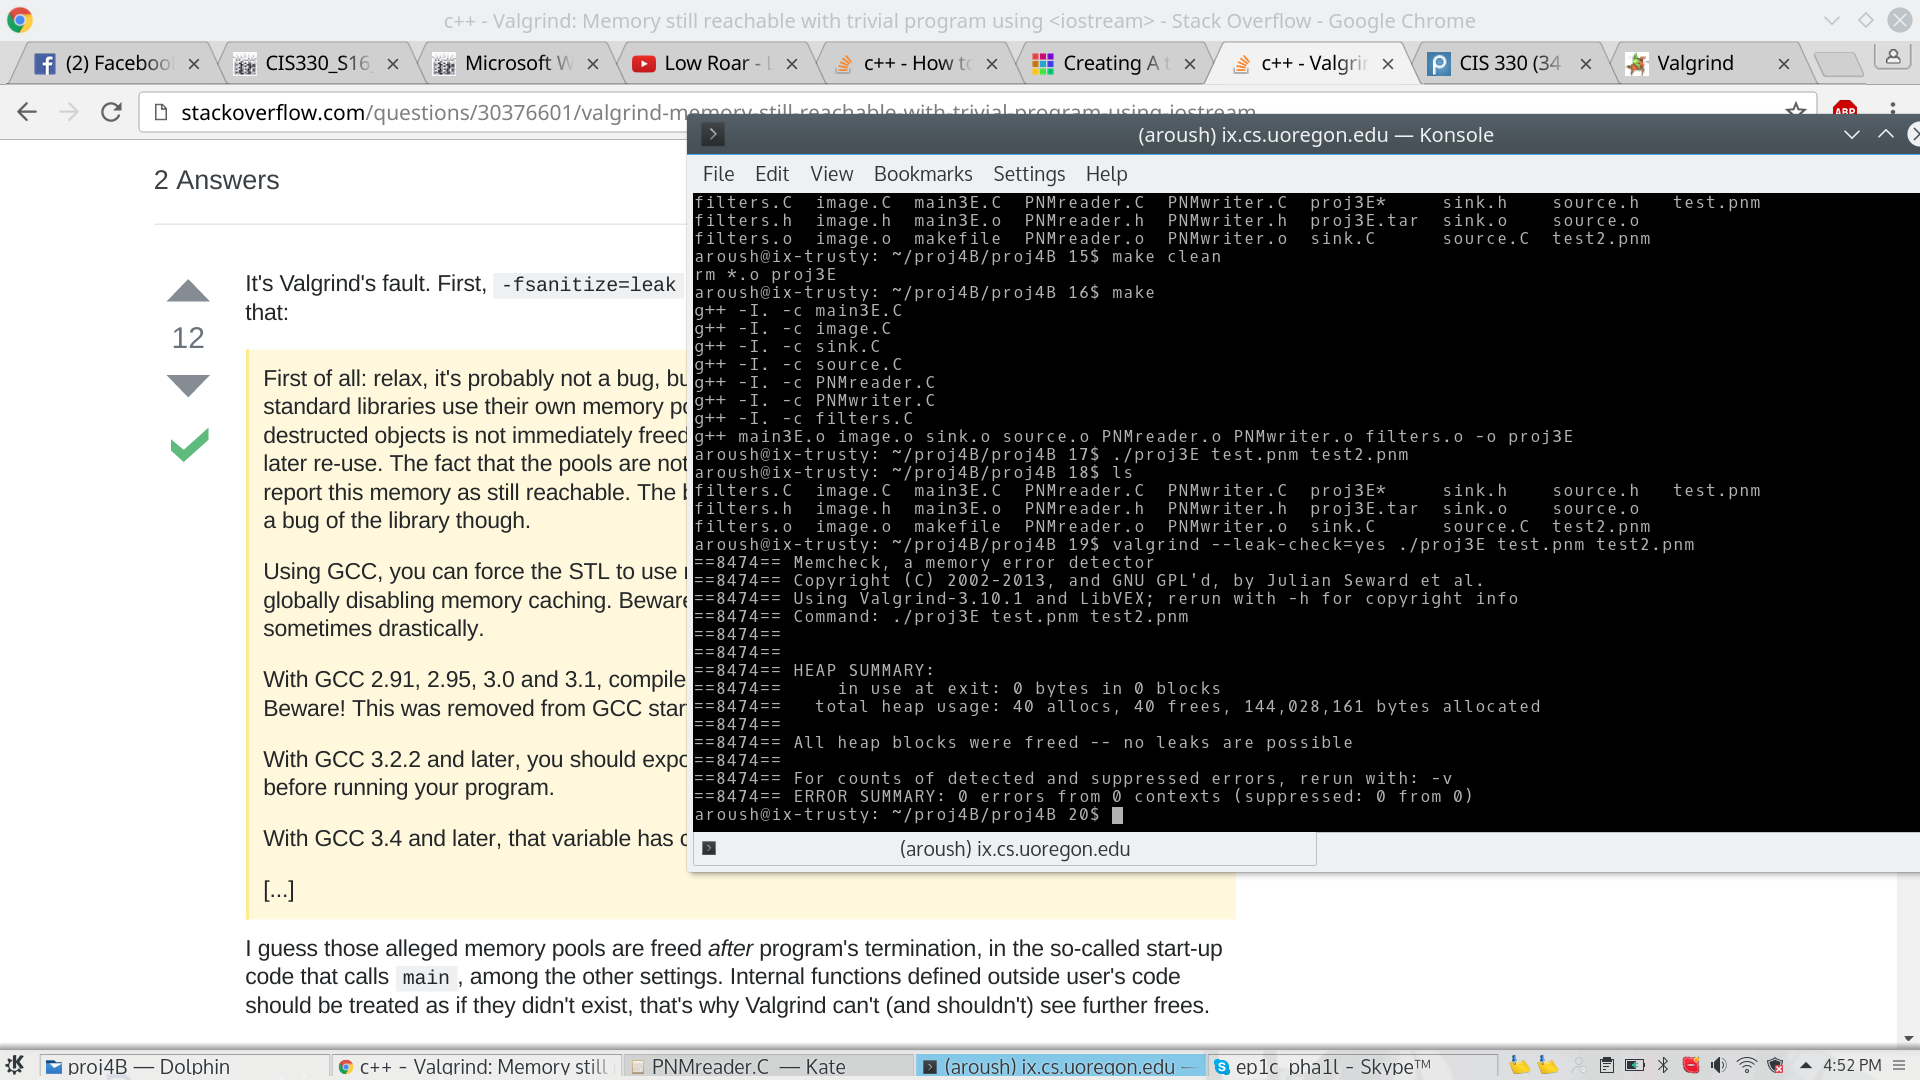 c++ - Valgrind: Memory still reachable with trivial program using <iostream> - Stack Overflow - Google Chrome
(2) Faceboo
CIS330_S16_
Microsoft W
Low Roar - L
c++ - How to
Creating A t
c++ - Valgrin
CIS 330 (34
Valgrind
stackoverflow.com/questions/30376601/valgrind-memory-still-reachable-with-trivial-program-using-iostream
ABP
2 Answers
It's Valgrind's fault. First, -fsanitize=leak
that:
12
First of all: relax, it's probably not a bug, bu
standard libraries use their own memory po
destructed objects is not immediately freed
later re-use. The fact that the pools are not
report this memory as still reachable. The b
a bug of the library though.
Using GCC, you can force the STL to use
globally disabling memory caching. Beware
sometimes drastically.
With GCC 2.91, 2.95, 3.0 and 3.1, compile
Beware! This was removed from GCC star
With GCC 3.2.2 and later, you should expo
before running your program.
With GCC 3.4 and later, that variable has c
[...]
I guess those alleged memory pools are freed after program's termination, in the so-called start-up
code that calls main , among the other settings. Internal functions defined outside user's code
should be treated as if they didn't exist, that's why Valgrind can't (and shouldn't) see further frees.
(aroush) ix.cs.uoregon.edu — Konsole
File Edit View Bookmarks Settings Help
filters.C image.C main3E.C PNMreader.C PNMwriter.C proj3E* sink.h source.h test.pnm
filters.h image.h main3E.o PNMreader.h PNMwriter.h proj3E.tar sink.o source.o
filters.o image.o makefile PNMreader.o PNMwriter.o sink.C source.C test2.pnm
aroush@ix-trusty: ~/proj4B/proj4B 15$ make clean
rm *.o proj3E
aroush@ix-trusty: ~/proj4B/proj4B 16$ make
g++ -I. -c main3E.C
g++ -I. -c image.C
g++ -I. -c sink.C
g++ -I. -c source.C
g++ -I. -c PNMreader.C
g++ -I. -c PNMwriter.C
g++ -I. -c filters.C
g++ main3E.o image.o sink.o source.o PNMreader.o PNMwriter.o filters.o -o proj3E
aroush@ix-trusty: ~/proj4B/proj4B 17$ ./proj3E test.pnm test2.pnm
aroush@ix-trusty: ~/proj4B/proj4B 18$ ls
filters.C image.C main3E.C PNMreader.C PNMwriter.C proj3E* sink.h source.h test.pnm
filters.h image.h main3E.o PNMreader.h PNMwriter.h proj3E.tar sink.o source.o
filters.o image.o makefile PNMreader.o PNMwriter.o sink.C source.C test2.pnm
aroush@ix-trusty: ~/proj4B/proj4B 19$ valgrind --leak-check=yes ./proj3E test.pnm test2.pnm
==8474== Memcheck, a memory error detector
==8474== Copyright (C) 2002-2013, and GNU GPL'd, by Julian Seward et al.
==8474== Using Valgrind-3.10.1 and LibVEX; rerun with -h for copyright info
==8474== Command: ./proj3E test.pnm test2.pnm
==8474==
==8474==
==8474== HEAP SUMMARY:
==8474== in use at exit: 0 bytes in 0 blocks
==8474== total heap usage: 40 allocs, 40 frees, 144,028,161 bytes allocated
==8474==
==8474== All heap blocks were freed -- no leaks are possible
==8474==
==8474== For counts of detected and suppressed errors, rerun with: -v
==8474== ERROR SUMMARY: 0 errors from 0 contexts (suppressed: 0 from 0)
aroush@ix-trusty: ~/proj4B/proj4B 20$
(aroush) ix.cs.uoregon.edu
proj4B — Dolphin
c++ - Valgrind: Memory still
PNMreader.C — Kate
(aroush) ix.cs.uoregon.edu —
ep1c_pha1l - Skype™
4:52 PM